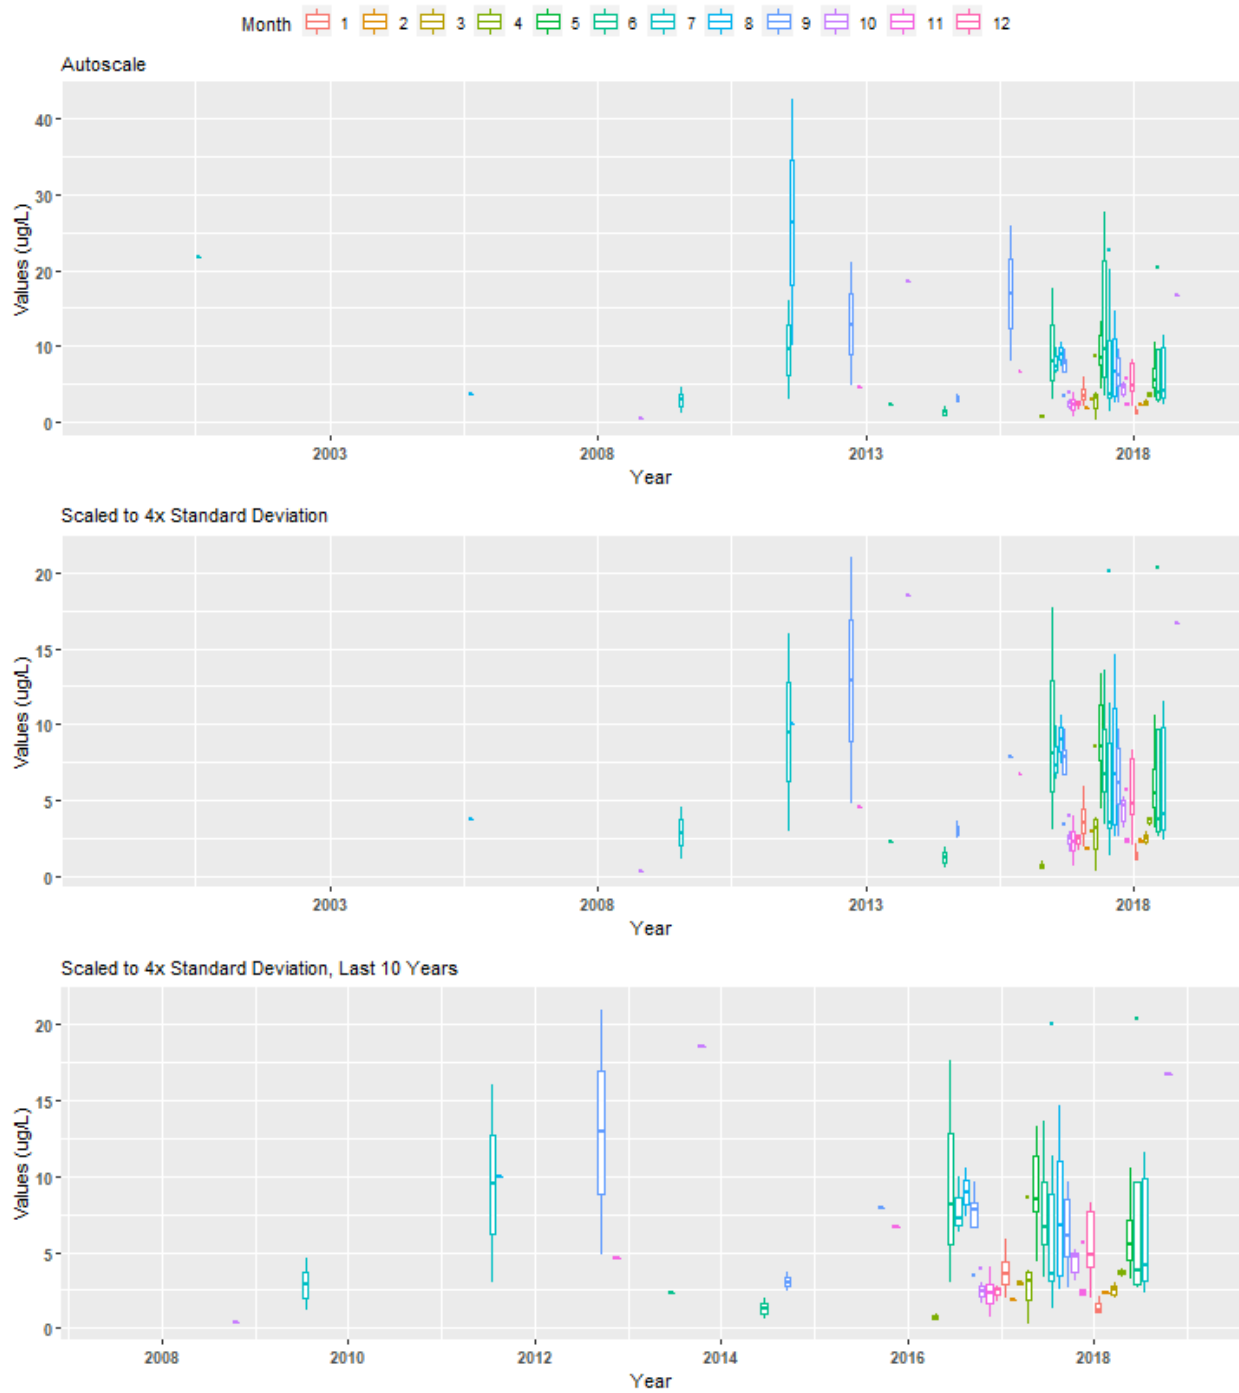 Month 1 2 3 4 5 6 7 8 9 10 11 12
Autoscale
40
30
20
10
0
Values (ug/L)
2003 2008 2013 2018
Year
Scaled to 4x Standard Deviation
20
15
10
5
0
Values (ug/L)
2003 2008 2013 2018
Year
Scaled to 4x Standard Deviation, Last 10 Years
20
15
10
5
0
Values (ug/L)
2008 2010 2012 2014 2016 2018
Year